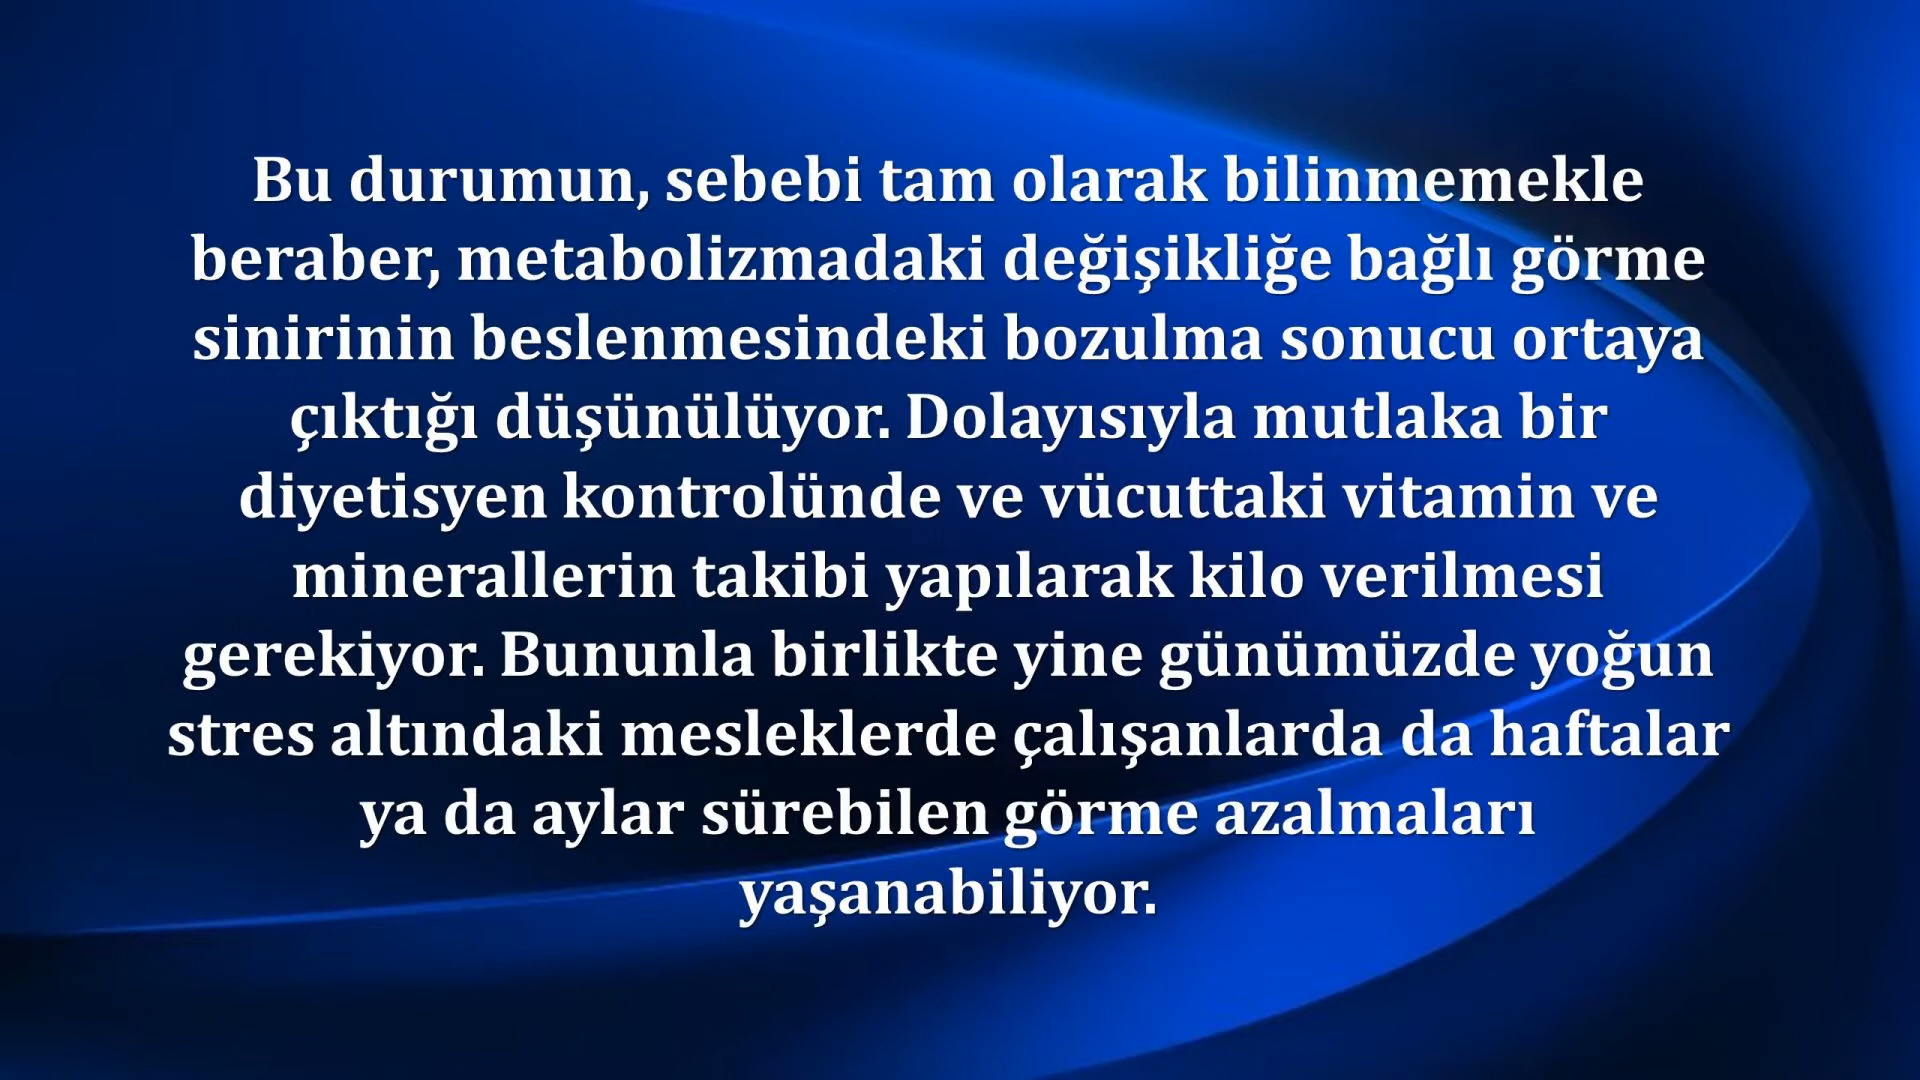 Bu durumun, sebebi tam olarak bilinmemekle
beraber, metabolizmadaki değişikliğe bağlı görme
sinirinin beslenmesindeki bozulma sonucu ortaya
çıktığı düşünülüyor. Dolayısıyla mutlaka bir
diyetisyen kontrolünde ve vücuttaki vitamin ve
minerallerin takibi yapılarak kilo verilmesi
gerekiyor. Bununla birlikte yine günümüzde yoğun
stres altındaki mesleklerde çalışanlarda da haftalar
ya da aylar sürebilen görme azalmaları
yaşanabiliyor.